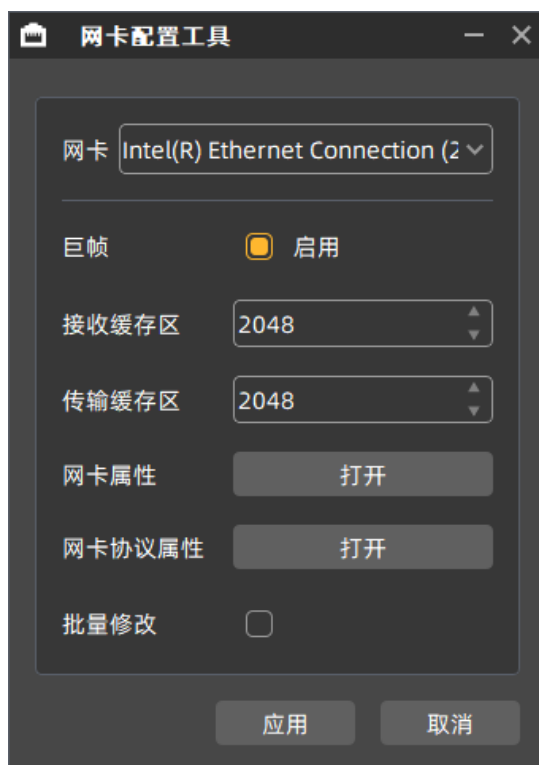 网卡配置工具
网卡 Intel(R) Ethernet Connection (2
巨帧 启用
接收缓存区 2048
传输缓存区 2048
网卡属性 打开
网卡协议属性 打开
批量修改
应用 取消